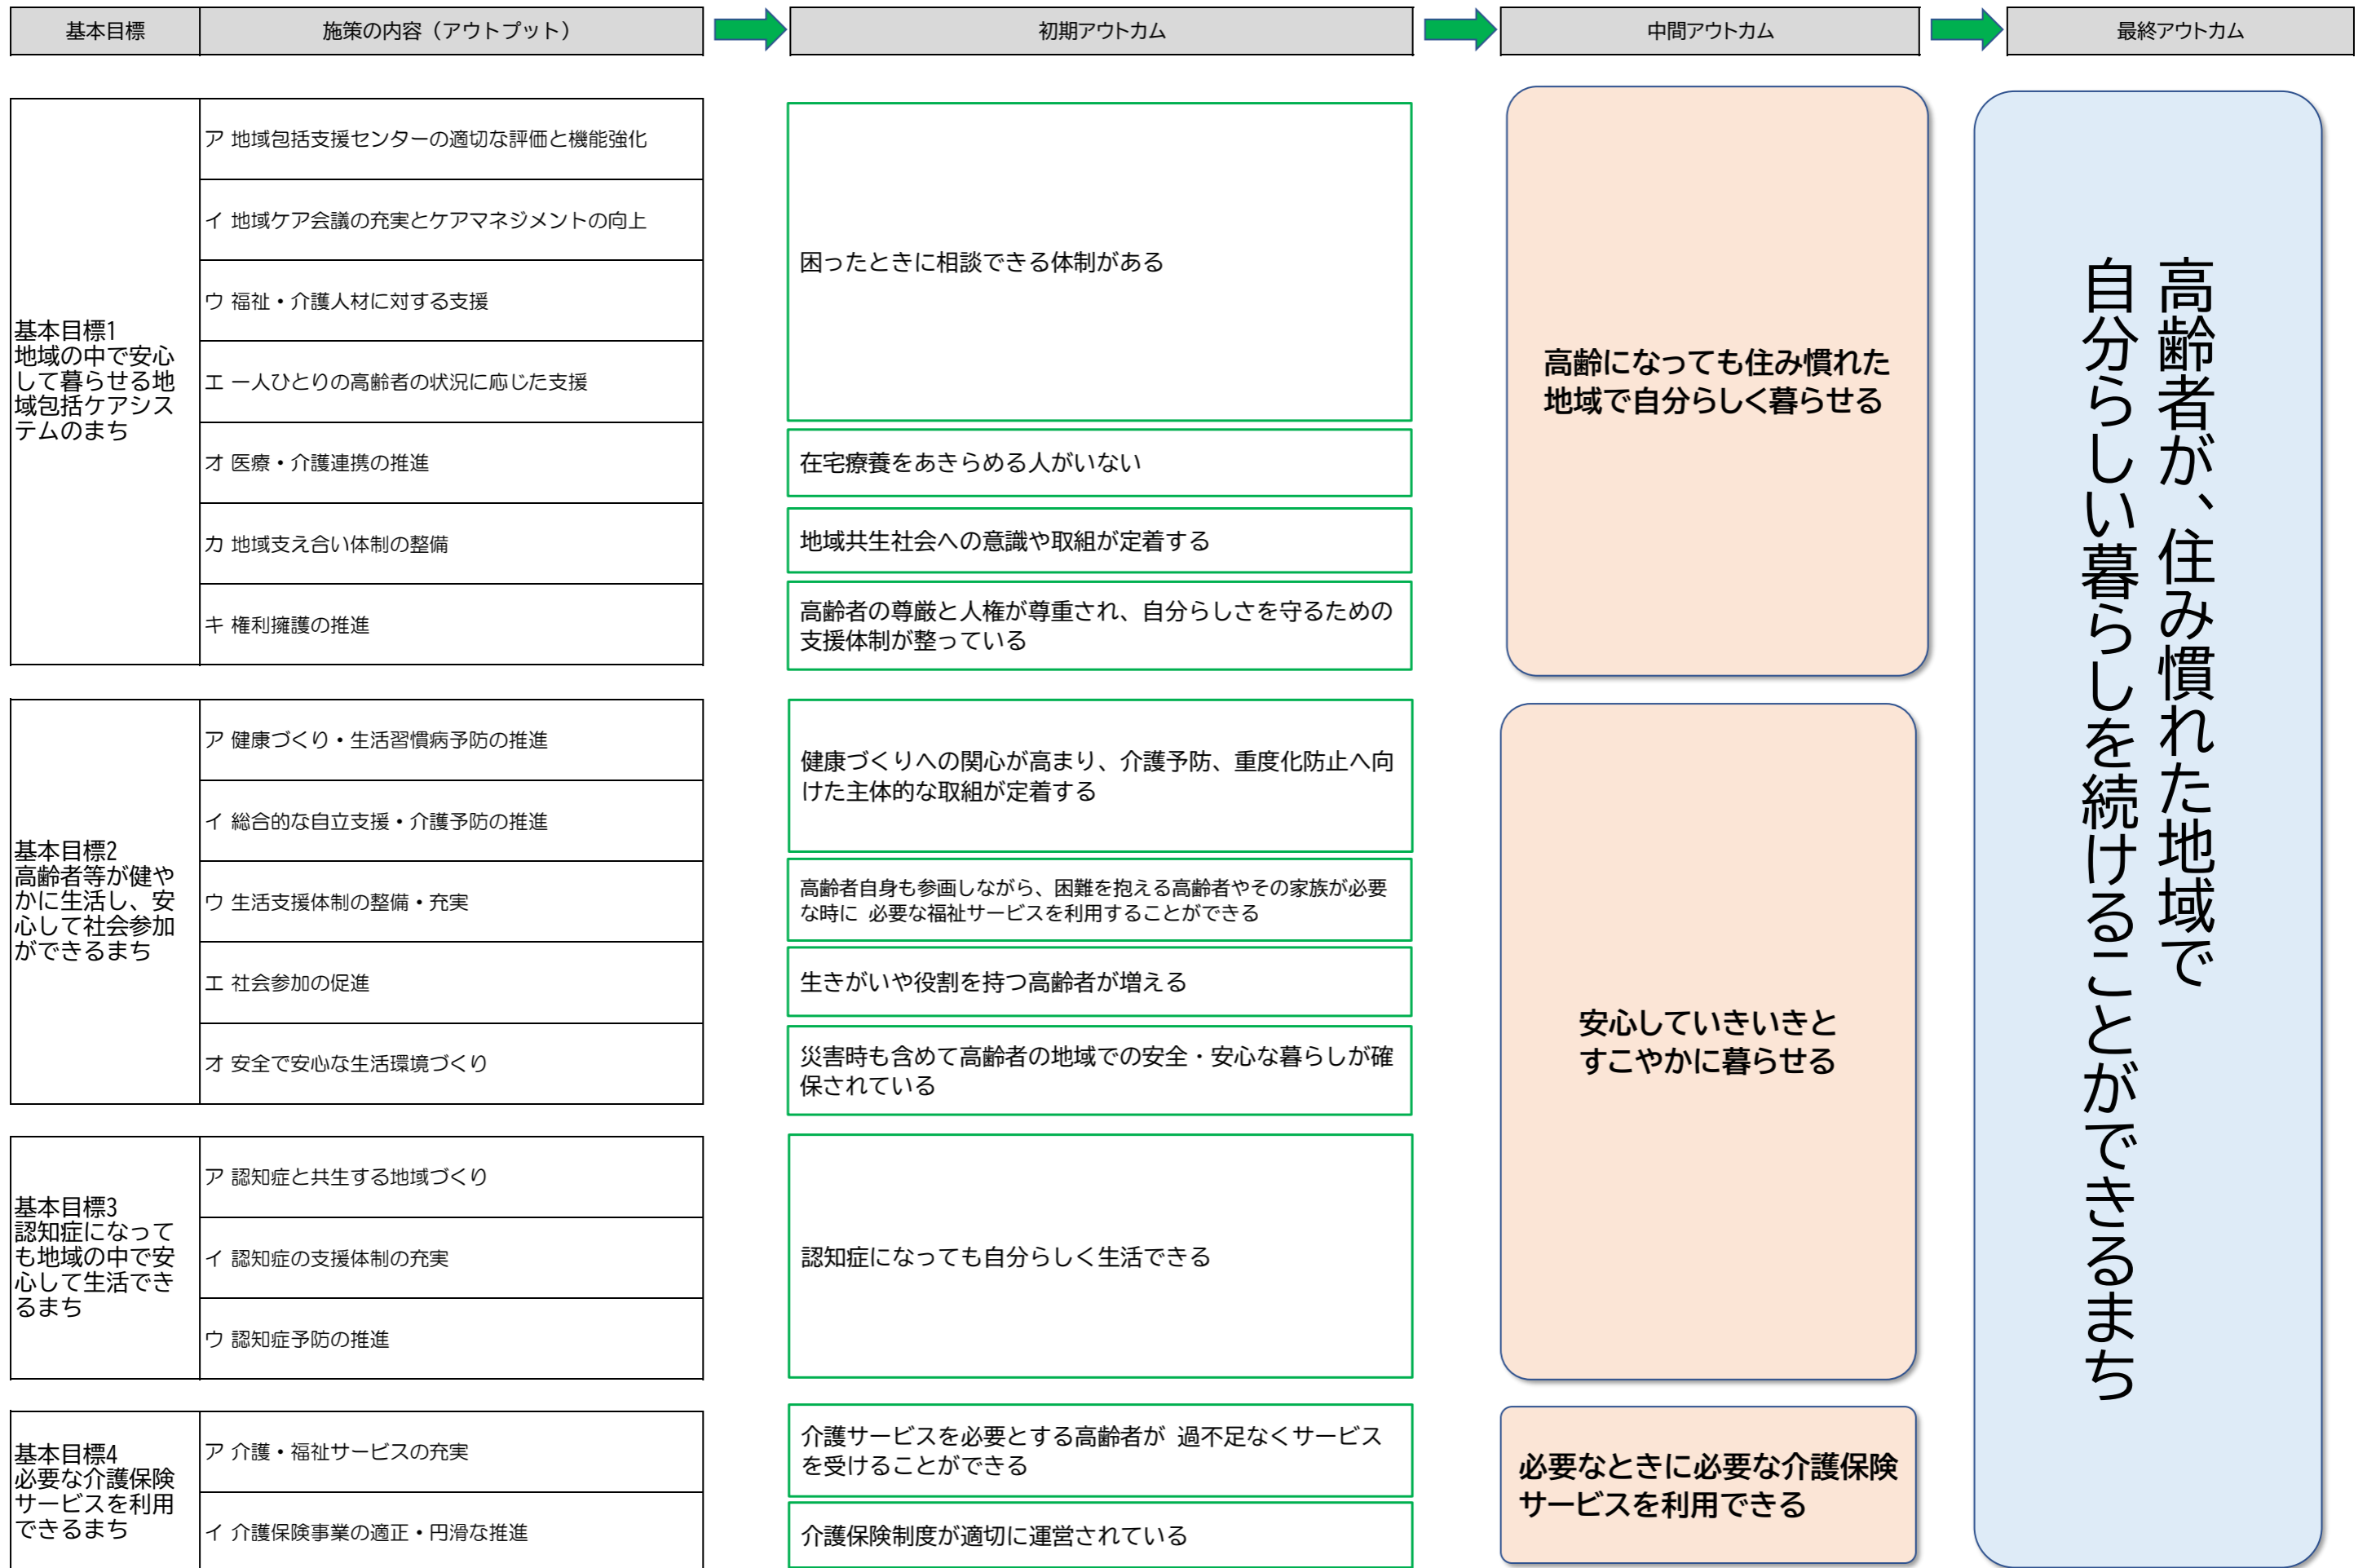 基本目標
施策の内容（アウトプット）
初期アウトカム
中間アウトカム
最終アウトカム
基本目標1
地域の中で安心
して暮らせる地
域包括ケアシス
テムのまち
ア 地域包括支援センターの適切な評価と機能強化
イ 地域ケア会議の充実とケアマネジメントの向上
ウ 福祉・介護人材に対する支援
エ 一人ひとりの高齢者の状況に応じた支援
オ 医療・介護連携の推進
カ 地域支え合い体制の整備
キ 権利擁護の推進
困ったときに相談できる体制がある
在宅療養をあきらめる人がいない
地域共生社会への意識や取組が定着する
高齢者の尊厳と人権が尊重され、自分らしさを守るための
支援体制が整っている
高齢になっても住み慣れた
地域で自分らしく暮らせる
基本目標2
高齢者等が健や
かに生活し、安
心して社会参加
ができるまち
ア 健康づくり・生活習慣病予防の推進
イ 総合的な自立支援・介護予防の推進
ウ 生活支援体制の整備・充実
エ 社会参加の促進
オ 安全で安心な生活環境づくり
健康づくりへの関心が高まり、介護予防、重度化防止へ向
けた主体的な取組が定着する
高齢者自身も参画しながら、困難を抱える高齢者やその家族が必要
な時に 必要な福祉サービスを利用することができる
生きがいや役割を持つ高齢者が増える
災害時も含めて高齢者の地域での安全・安心な暮らしが確
保されている
安心していきいきと
すこやかに暮らせる
基本目標3
認知症になって
も地域の中で安
心して生活でき
るまち
ア 認知症と共生する地域づくり
イ 認知症の支援体制の充実
ウ 認知症予防の推進
認知症になっても自分らしく生活できる
基本目標4
必要な介護保険
サービスを利用
できるまち
ア 介護・福祉サービスの充実
イ 介護保険事業の適正・円滑な推進
介護サービスを必要とする高齢者が 過不足なくサービス
を受けることができる
介護保険制度が適切に運営されている
必要なときに必要な介護保険
サービスを利用できる
高齢者が、住み慣れた地域で
自分らしい暮らしを続けることができるまち